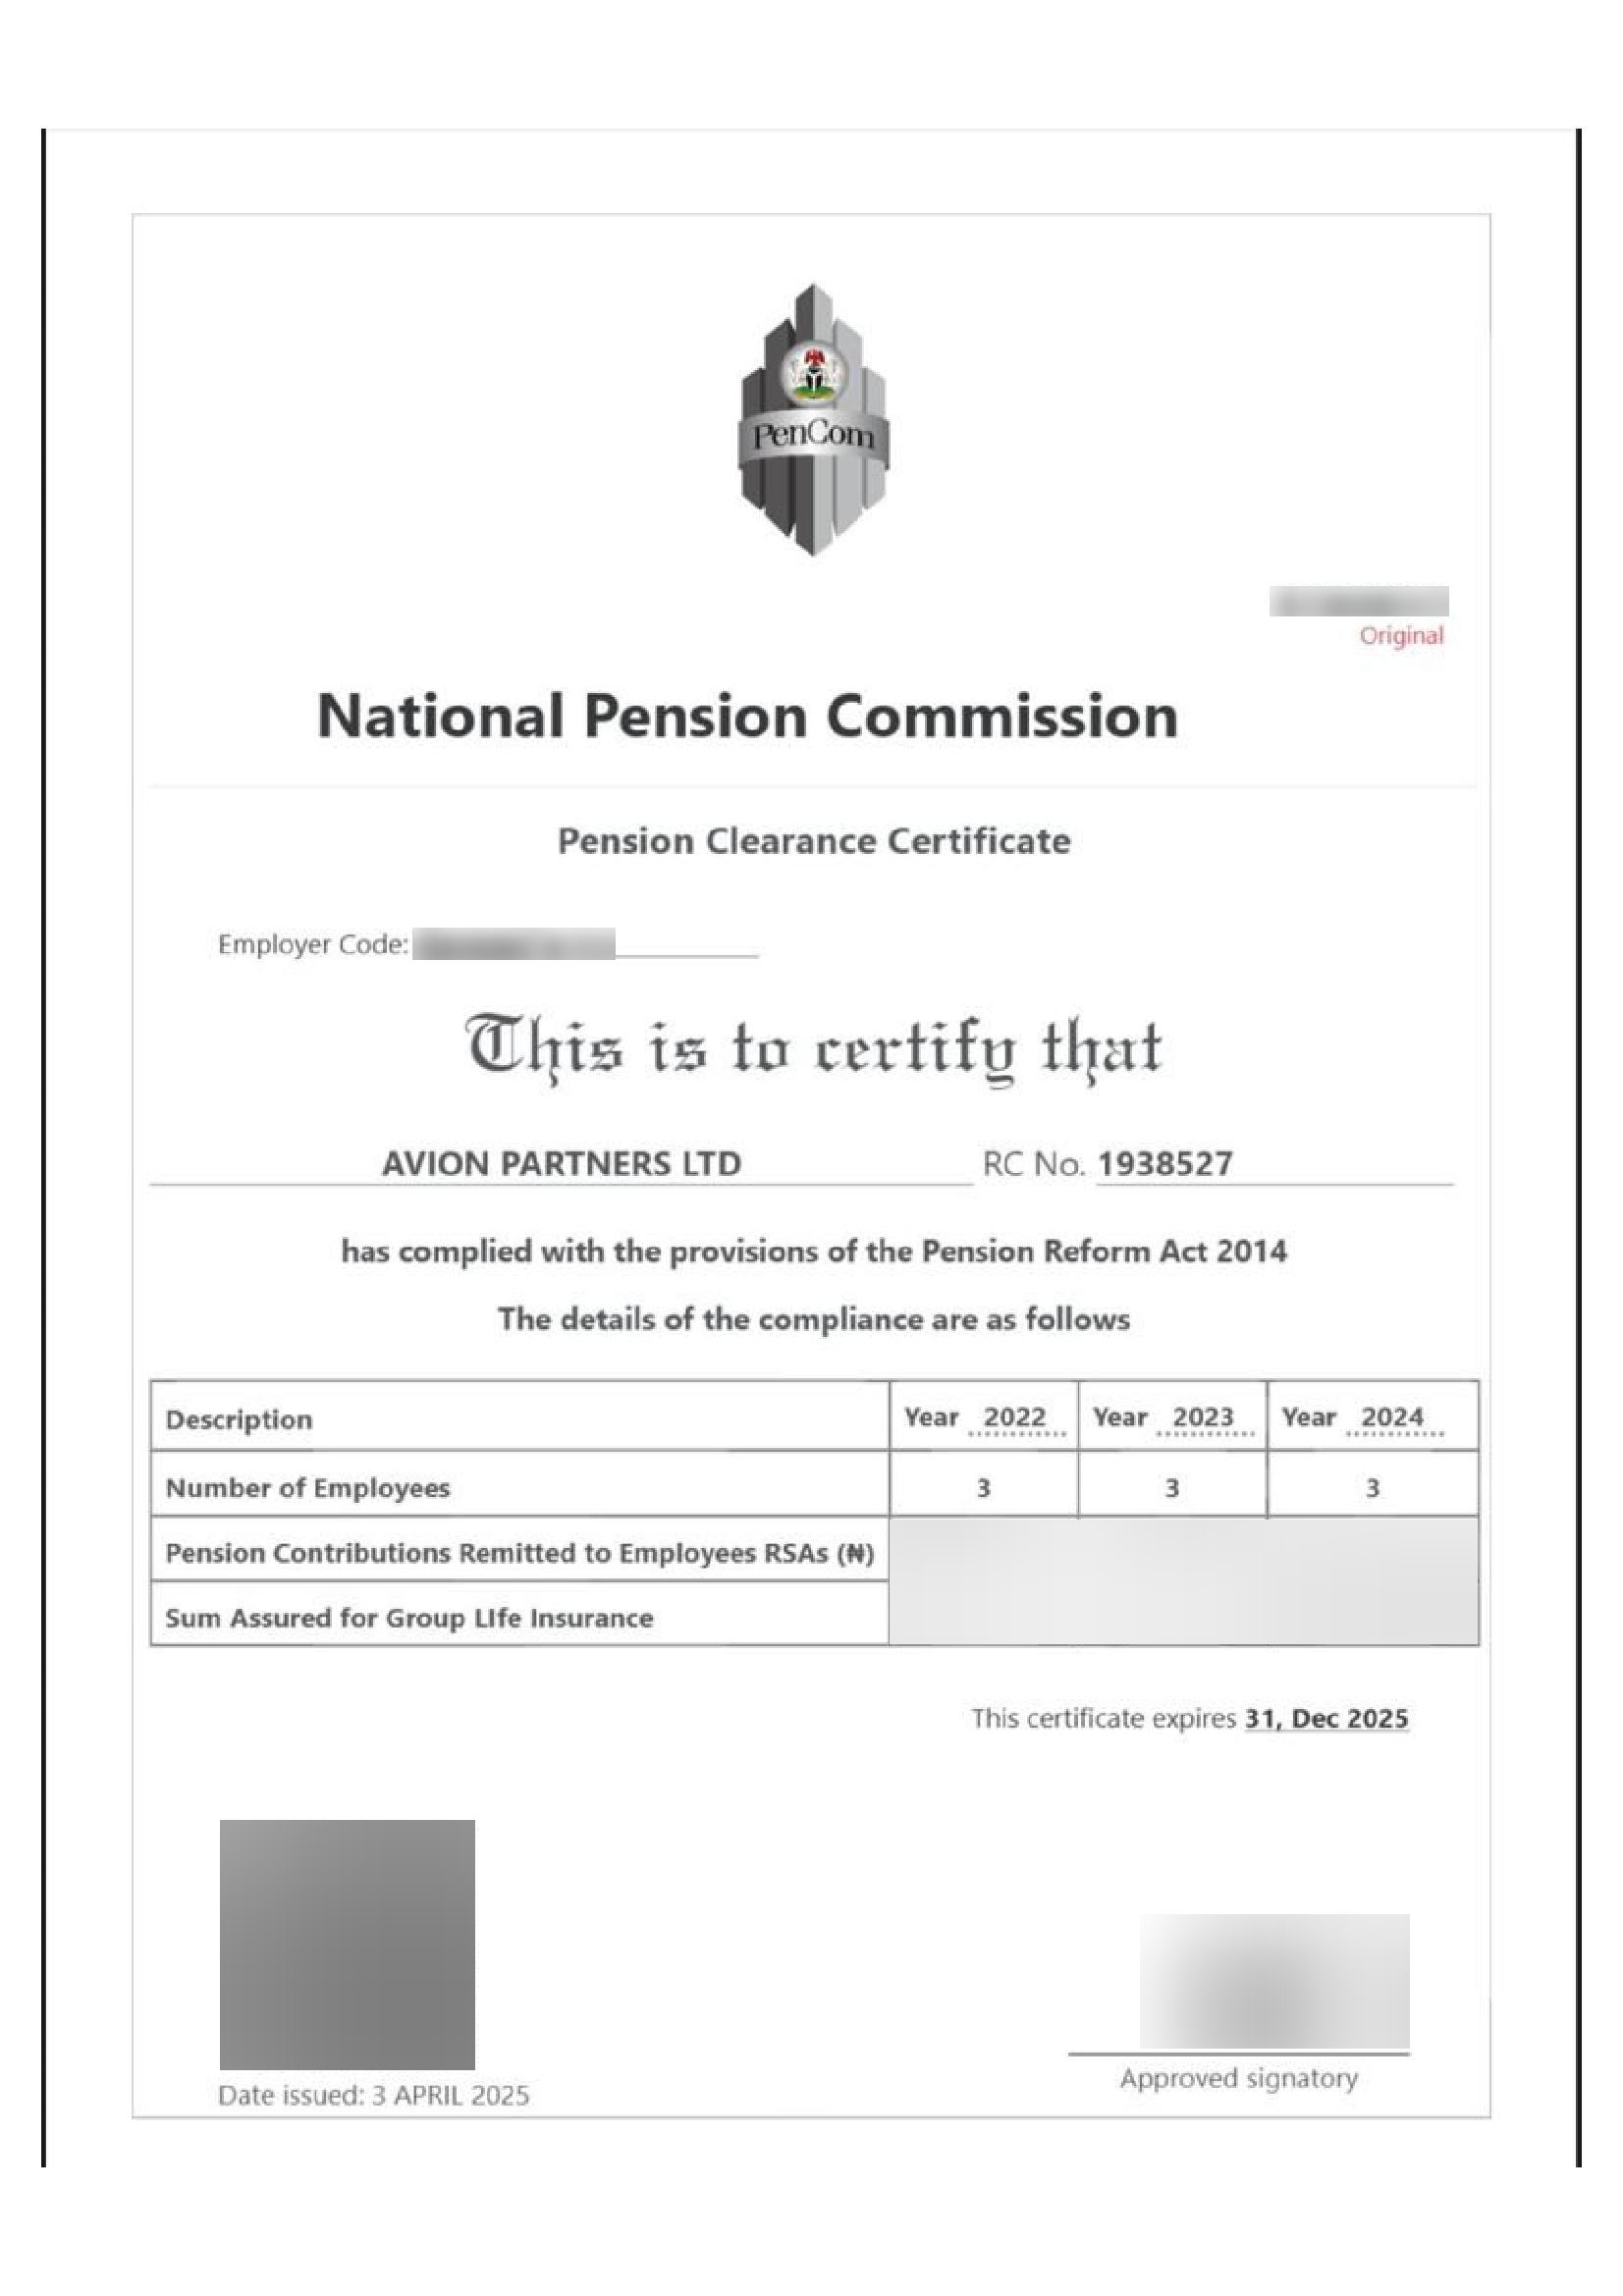 PenCom
Original
National Pension Commission
Pension Clearance Certificate
Employer Code:
This is to certify that
AVION PARTNERS LTD RC No. 1938527
has complied with the provisions of the Pension Reform Act 2014
The details of the compliance are as follows
Description Year 2022 Year 2023 Year 2024
Number of Employees 3 3 3
Pension Contributions Remitted to Employees RSAs (₦)
Sum Assured for Group LIfe Insurance
This certificate expires 31, Dec 2025
Approved signatory
Date issued: 3 APRIL 2025